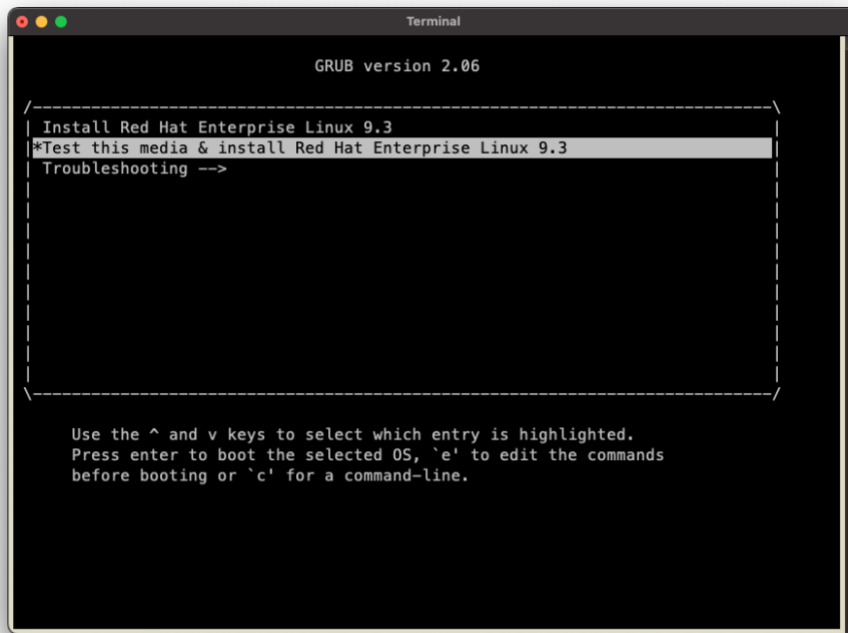 Terminal
GRUB version 2.06
/----------------------------------------------------------------------------\
| Install Red Hat Enterprise Linux 9.3 |
|*Test this media & install Red Hat Enterprise Linux 9.3 |
| Troubleshooting --> |
\----------------------------------------------------------------------------/
Use the ^ and v keys to select which entry is highlighted.
Press enter to boot the selected OS, `e' to edit the commands
before booting or `c' for a command-line.